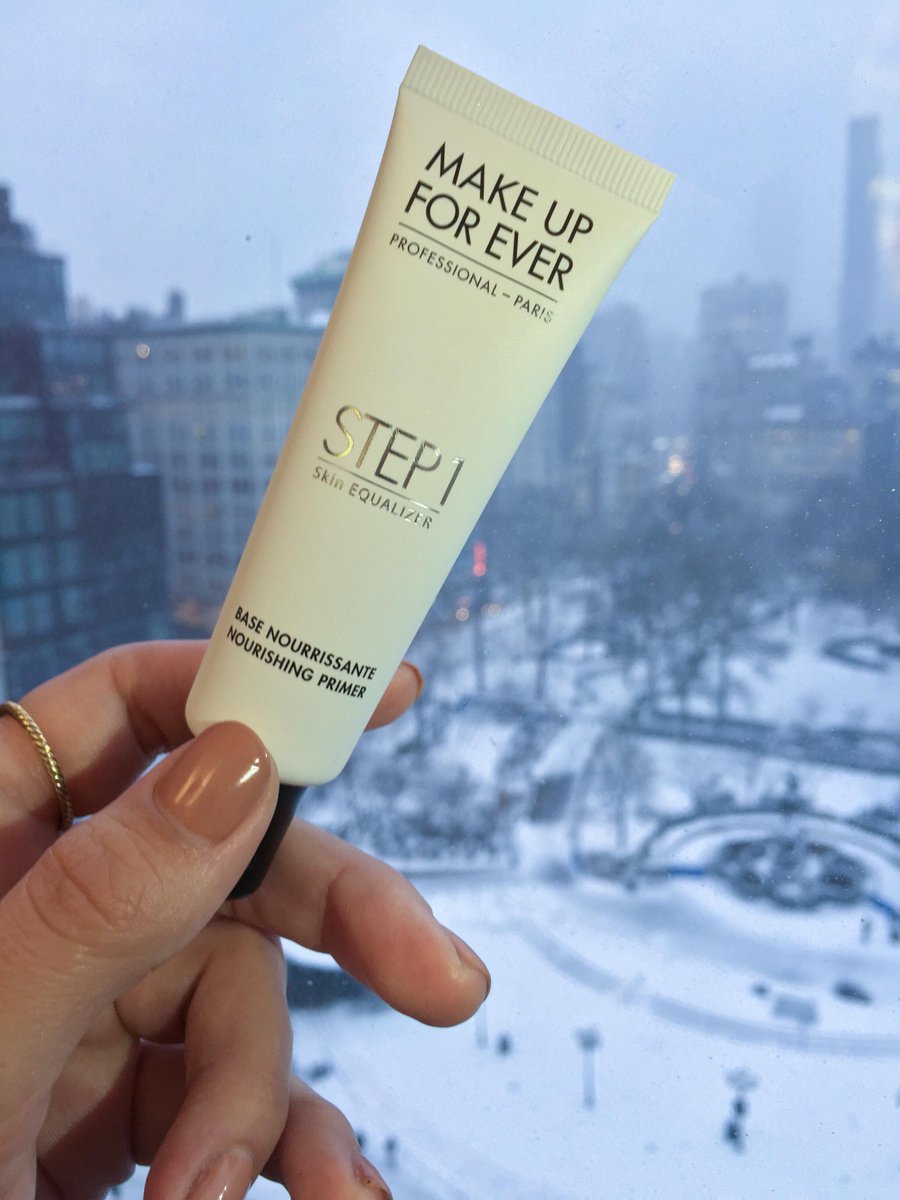 MAKE UP
FOR EVER
PROFESSIONAL – PARIS
STEP 1
Skin EQUALIZER
BASE NOURRISSANTE
NOURISHING PRIMER